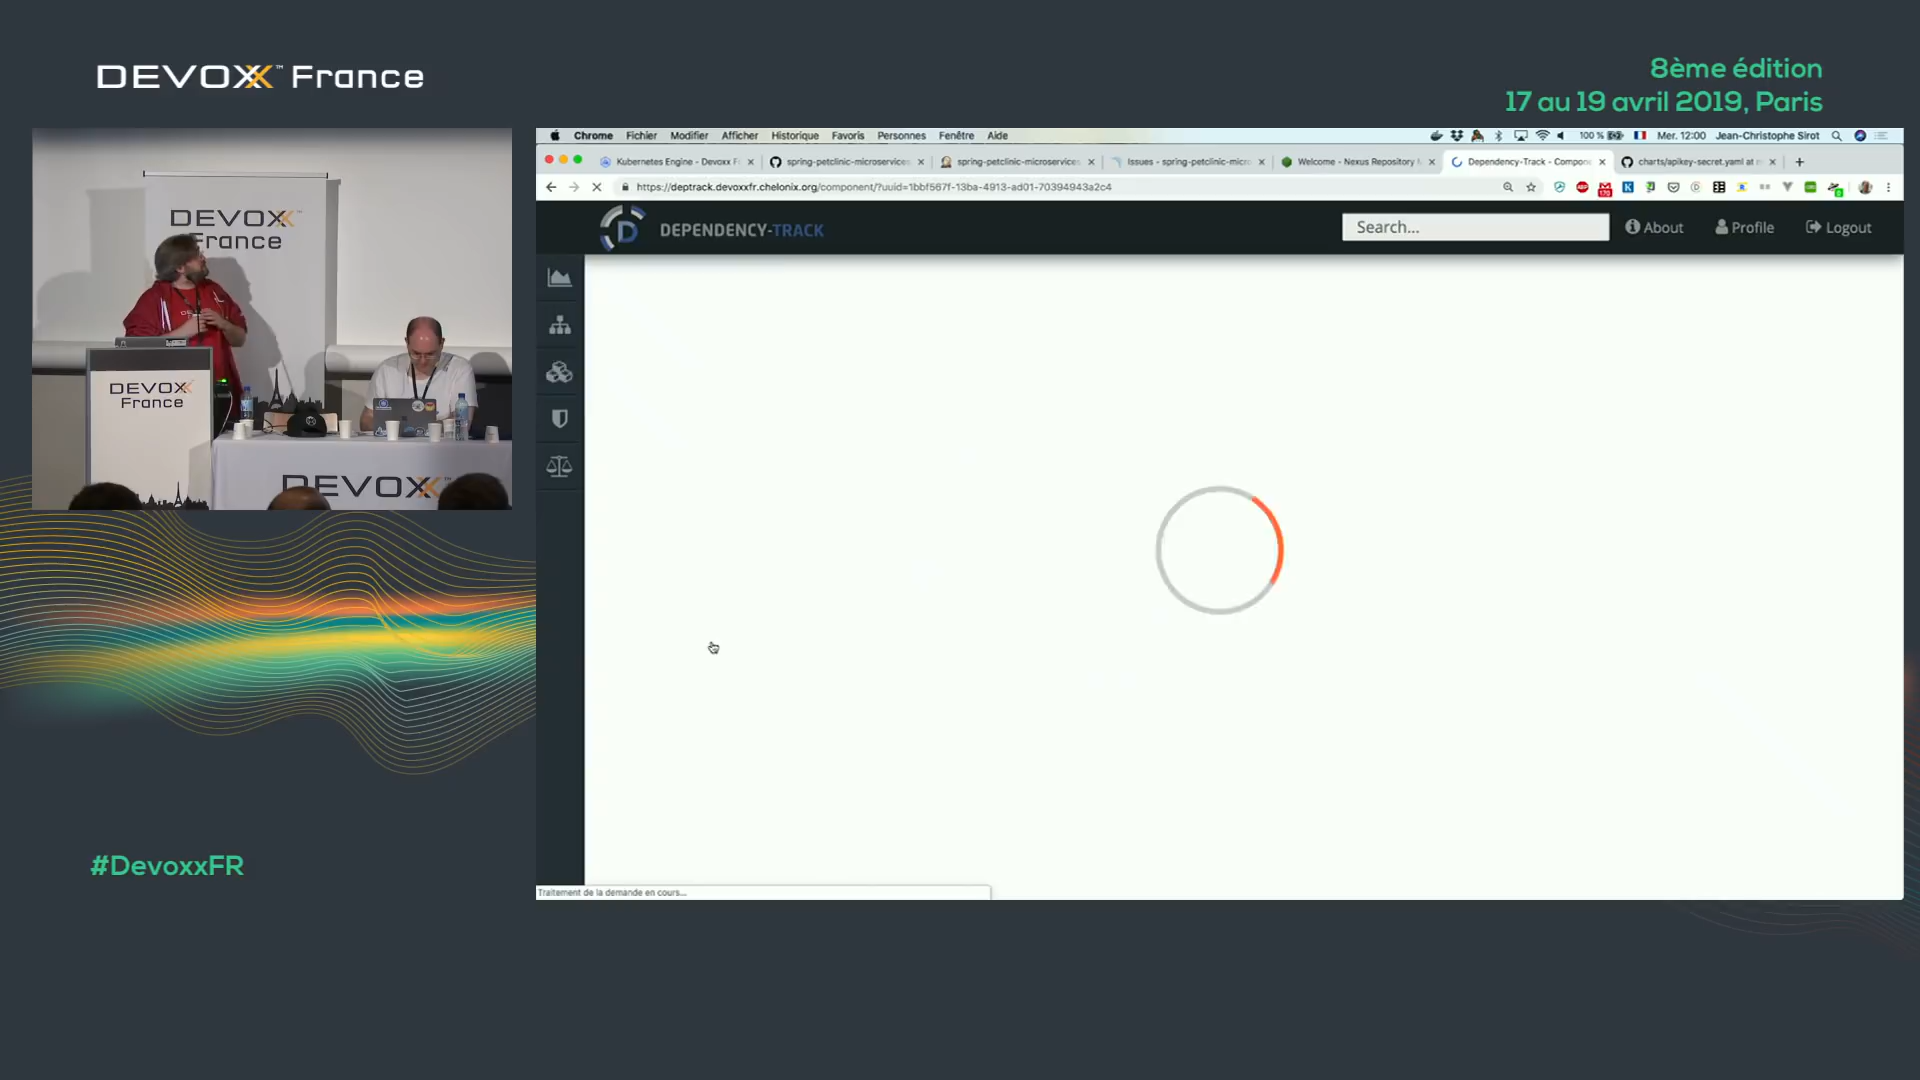 DEVOXX™ France
8ème édition
17 au 19 avril 2019, Paris
DEVOXX
France
DEVOXX
France
DEVOXX
Chrome Fichier Modifier Afficher Historique Favoris Personnes Fenêtre Aide
100 % Mer. 12:00 Jean-Christophe Sirot
Kubernetes Engine - Devoxx F
spring-petclinic-microservices
spring-petclinic-microservices
Issues - spring-petclinic-micro
Welcome - Nexus Repository
Dependency-Track - Compon
charts/apikey-secret.yaml at
https://deptrack.devoxxfr.chelonix.org/component/?uuid=1bbf567f-13ba-4913-ad01-70394943a2c4
DEPENDENCY-TRACK
Search...
About
Profile
Logout
Traitement de la demande en cours...
#DevoxxFR